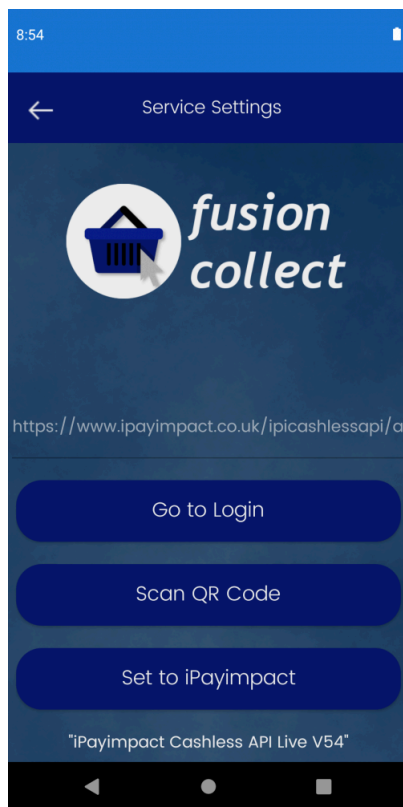 8:54
Service Settings
fusion
collect
https://www.ipayimpact.co.uk/ipicashlessapi/a
Go to Login
Scan QR Code
Set to iPayimpact
"iPayimpact Cashless API Live V54"